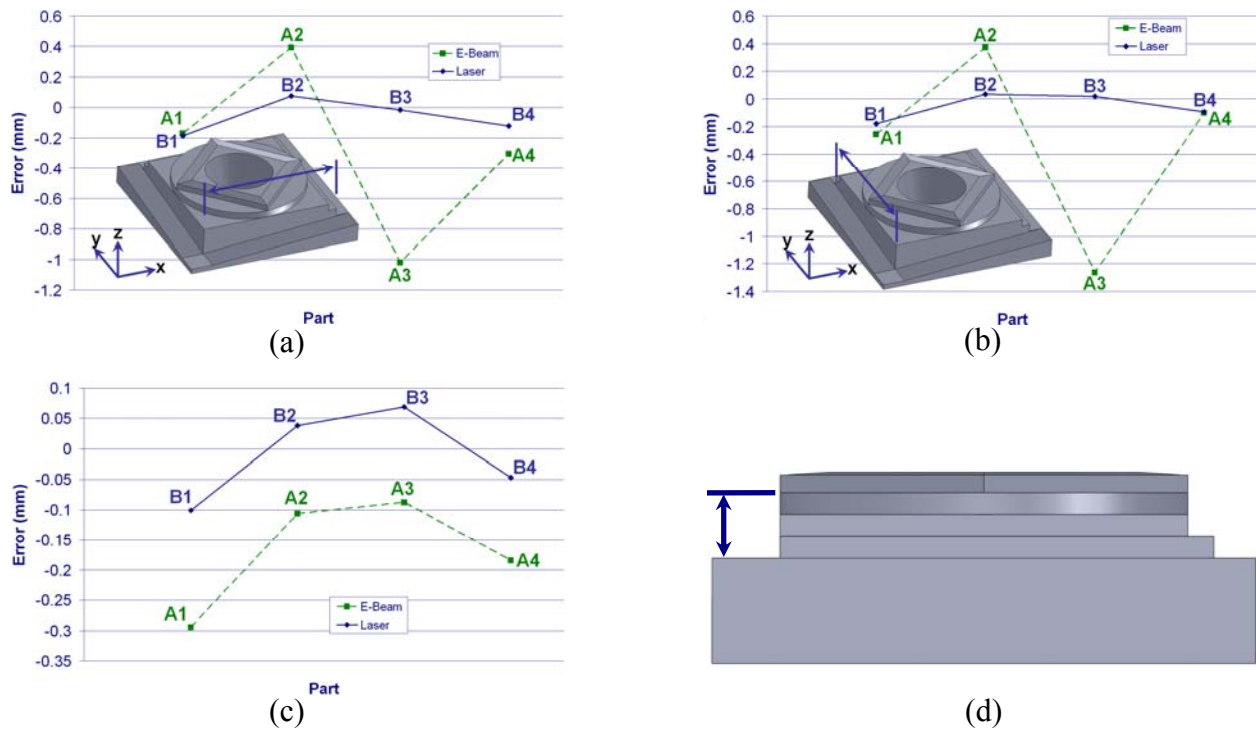 0.6
0.4
0.2
0
-0.2
-0.4
-0.6
-0.8
-1
-1.2
Error (mm)
A1
B1
A2
B2
B3
A3
B4
A4
E-Beam
Laser
y
z
x
Part
(a)
0.6
0.4
0.2
0
-0.2
-0.4
-0.6
-0.8
-1
-1.2
-1.4
Error (mm)
B1
A1
A2
B2
B3
A3
B4
A4
E-Beam
Laser
y
z
x
Part
(b)
0.1
0.05
0
-0.05
-0.1
-0.15
-0.2
-0.25
-0.3
-0.35
Error (mm)
B1
A1
B2
A2
B3
A3
B4
A4
E-Beam
Laser
Part
(c)
(d)